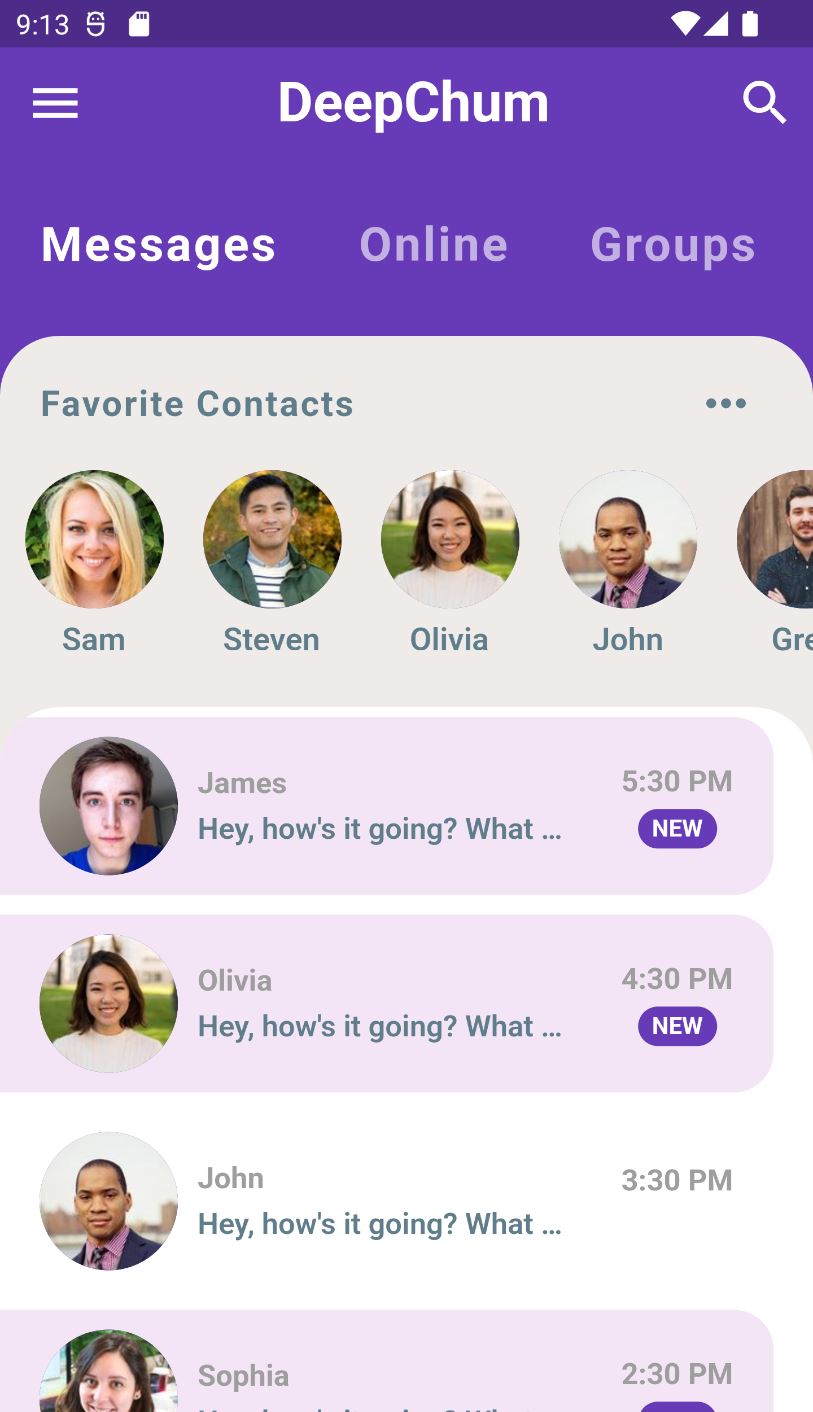 9:13
DeepChum
Messages Online Groups
Favorite Contacts
Sam Steven Olivia John Gre
James 5:30 PM
Hey, how's it going? What ... NEW
Olivia 4:30 PM
Hey, how's it going? What ... NEW
John 3:30 PM
Hey, how's it going? What ...
Sophia 2:30 PM